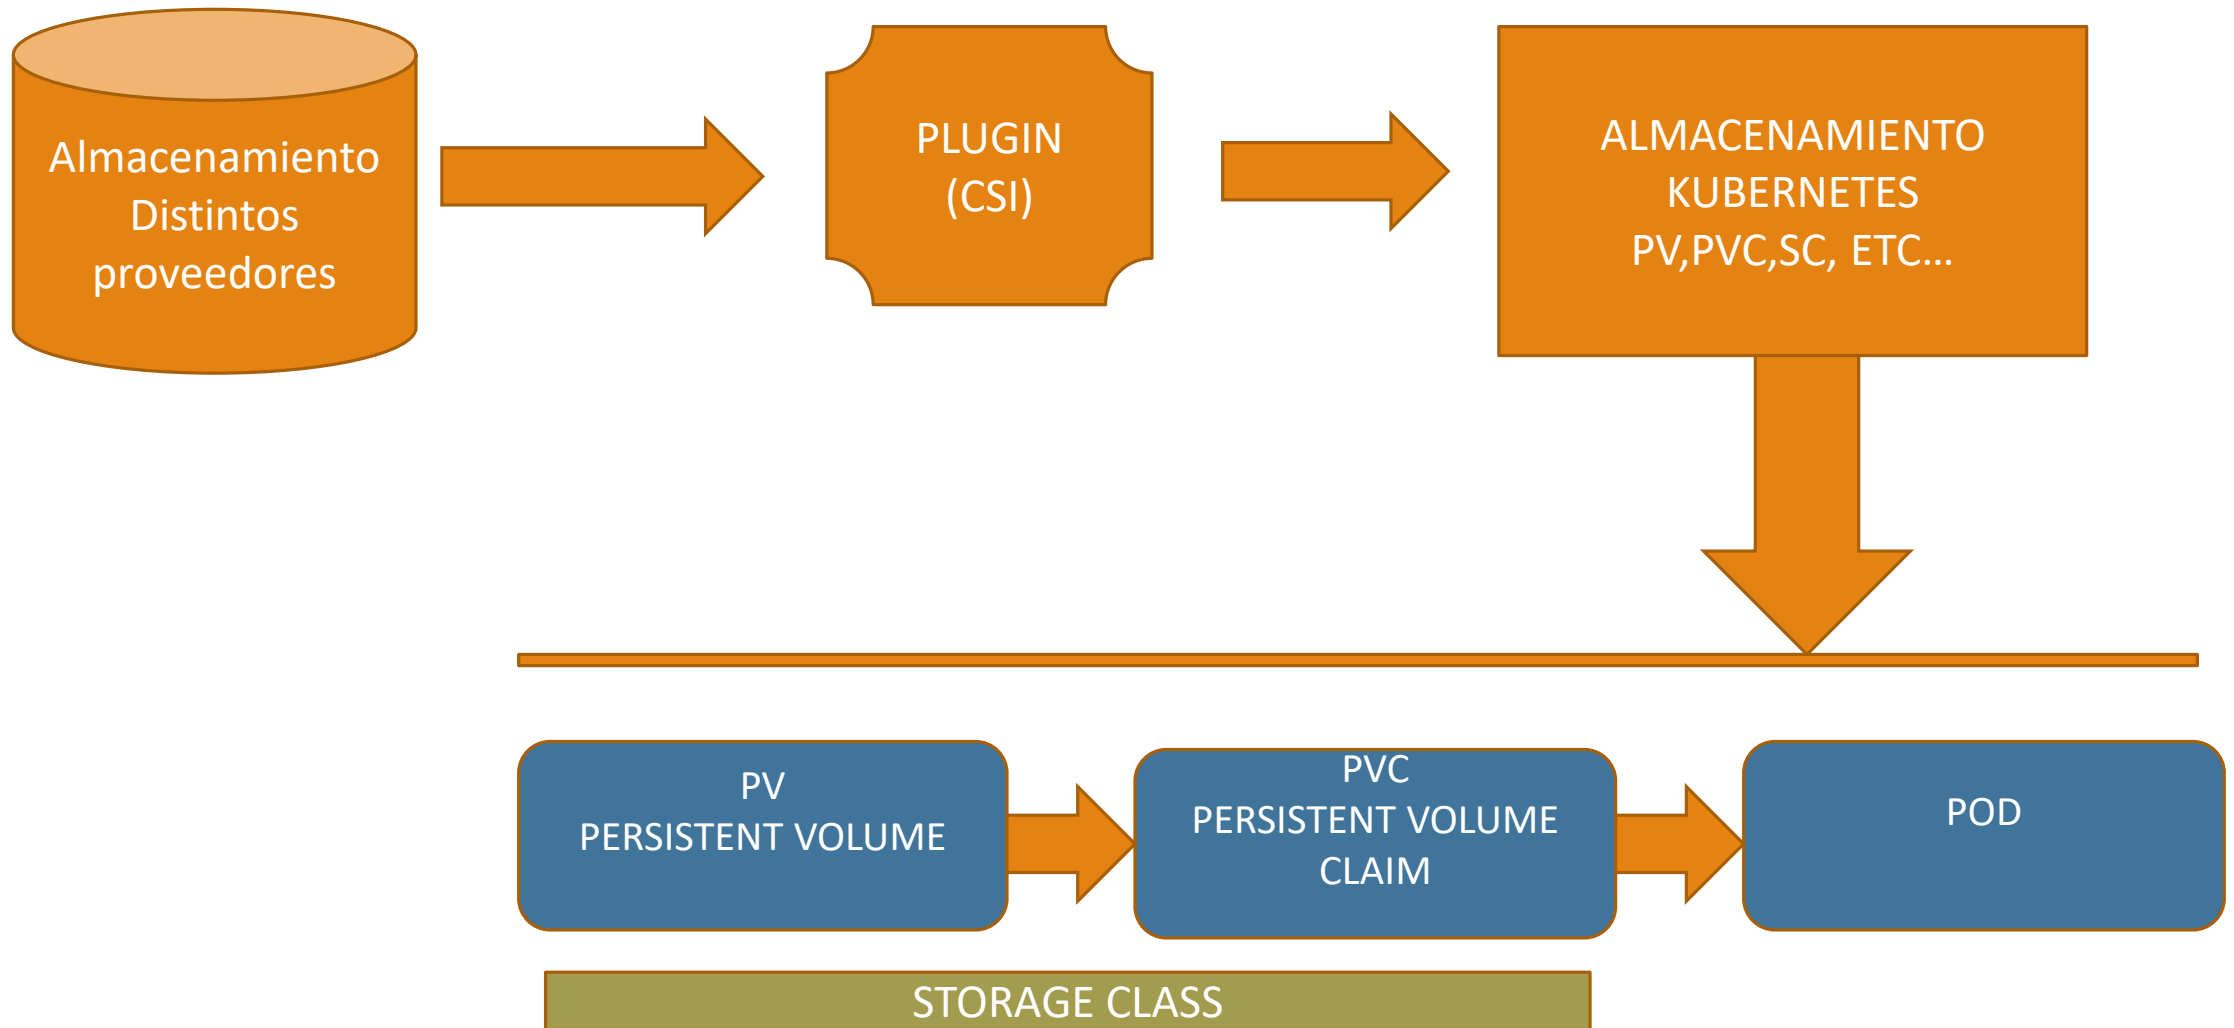 Almacenamiento
Distintos
proveedores
PLUGIN
(CSI)
ALMACENAMIENTO
KUBERNETES
PV,PVC,SC, ETC...
PV
PERSISTENT VOLUME
PVC
PERSISTENT VOLUME
CLAIM
POD
STORAGE CLASS